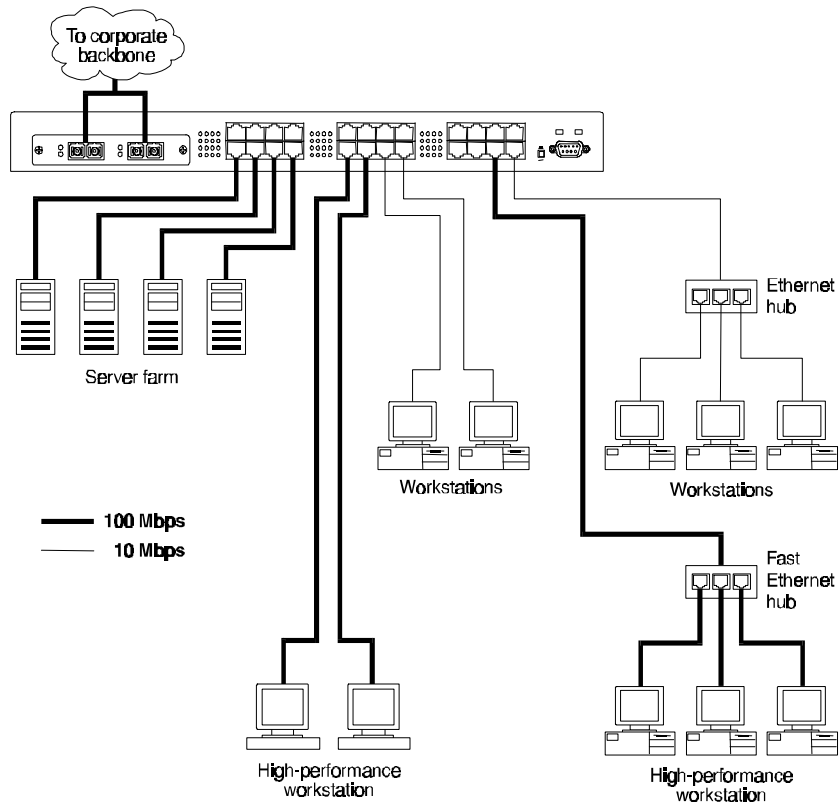 To corporate
backbone
Server farm
Ethernet
hub
Workstations
Workstations
100 Mbps
10 Mbps
Fast
Ethernet
hub
High-performance
workstation
High-performance
workstation